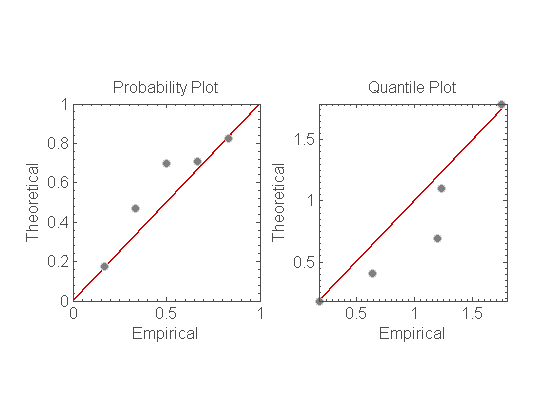 Probability Plot
Quantile Plot
Theoretical
1
0.8
0.6
0.4
0.2
0
0
0.5
1
Empirical
Theoretical
1.5
1
0.5
0.5
1
1.5
Empirical